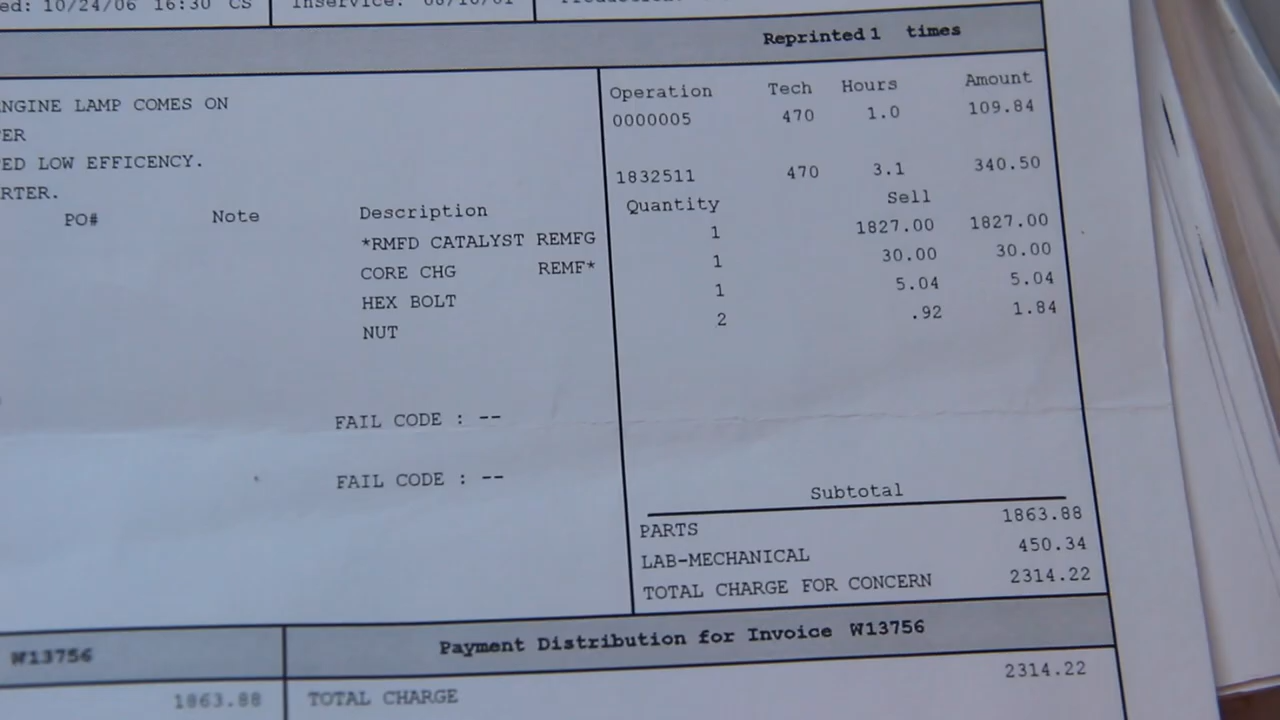 ed: 10/24/06 16:30 CS
Inservice: 08/10/01
Reprinted 1 times
NGINE LAMP COMES ON
ER
ED LOW EFFICENCY.
RTER.
Operation Tech Hours Amount
0000005 470 1.0 109.84
1832511 470 3.1 340.50
PO# Note Description Quantity Sell
*RMFD CATALYST REMFG 1 1827.00 1827.00
CORE CHG REMF* 1 30.00 30.00
HEX BOLT 1 5.04 5.04
NUT 2 .92 1.84
FAIL CODE : --
FAIL CODE : --
Subtotal
PARTS 1863.88
LAB-MECHANICAL 450.34
TOTAL CHARGE FOR CONCERN 2314.22
W13756 Payment Distribution for Invoice W13756
1863.88 TOTAL CHARGE 2314.22